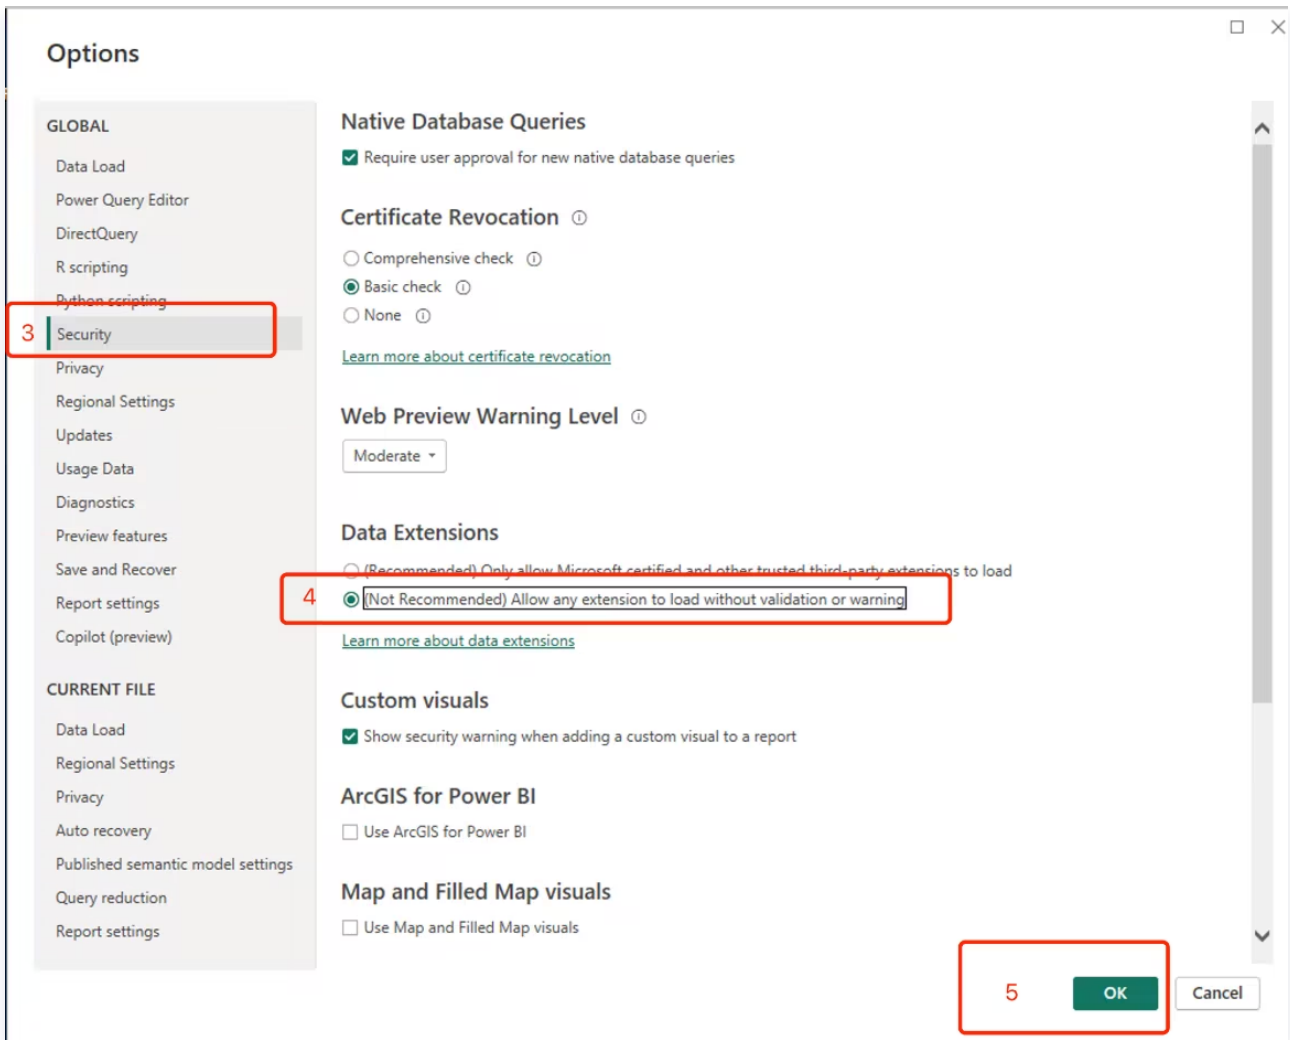 Options
GLOBAL
Data Load
Power Query Editor
DirectQuery
R scripting
Python scripting
3
Security
Privacy
Regional Settings
Updates
Usage Data
Diagnostics
Preview features
Save and Recover
Report settings
Copilot (preview)
CURRENT FILE
Data Load
Regional Settings
Privacy
Auto recovery
Published semantic model settings
Query reduction
Report settings
Native Database Queries
Require user approval for new native database queries
Certificate Revocation
Comprehensive check
Basic check
None
Learn more about certificate revocation
Web Preview Warning Level
Moderate
Data Extensions
(Recommended) Only allow Microsoft certified and other trusted third-party extensions to load
4
(Not Recommended) Allow any extension to load without validation or warning
Learn more about data extensions
Custom visuals
Show security warning when adding a custom visual to a report
ArcGIS for Power BI
Use ArcGIS for Power BI
Map and Filled Map visuals
Use Map and Filled Map visuals
5
OK
Cancel